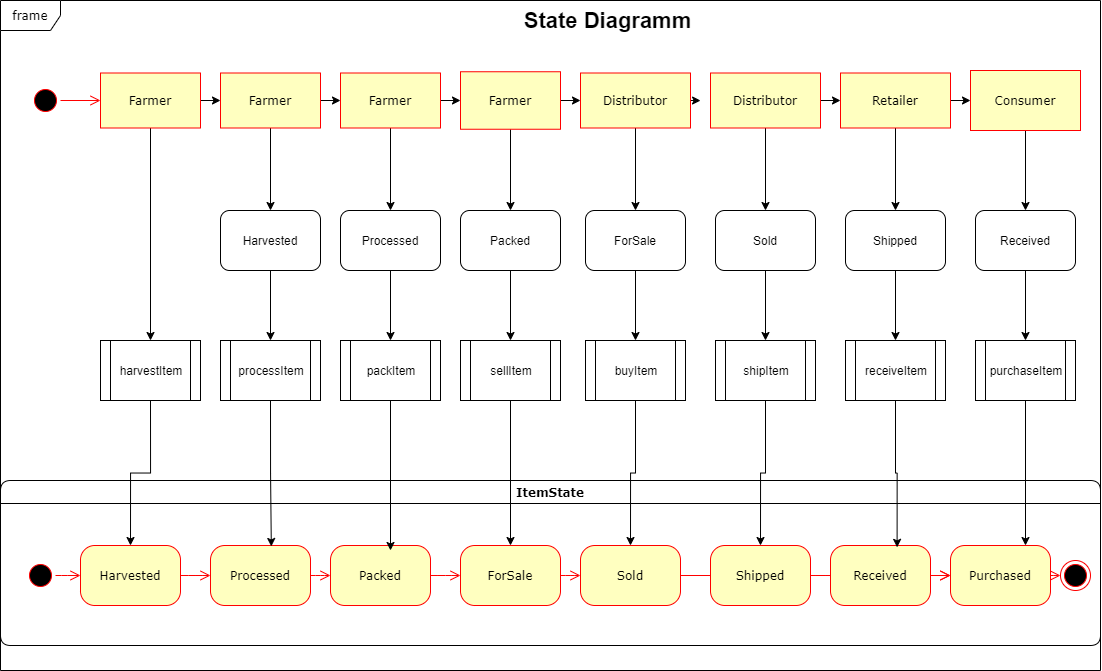 frame
State Diagramm
Farmer
Farmer
Farmer
Farmer
Distributor
Distributor
Retailer
Consumer
Harvested
Processed
Packed
ForSale
Sold
Shipped
Received
harvestItem
processItem
packItem
sellItem
buyItem
shipItem
receiveItem
purchaseItem
ItemState
Harvested
Processed
Packed
ForSale
Sold
Shipped
Received
Purchased